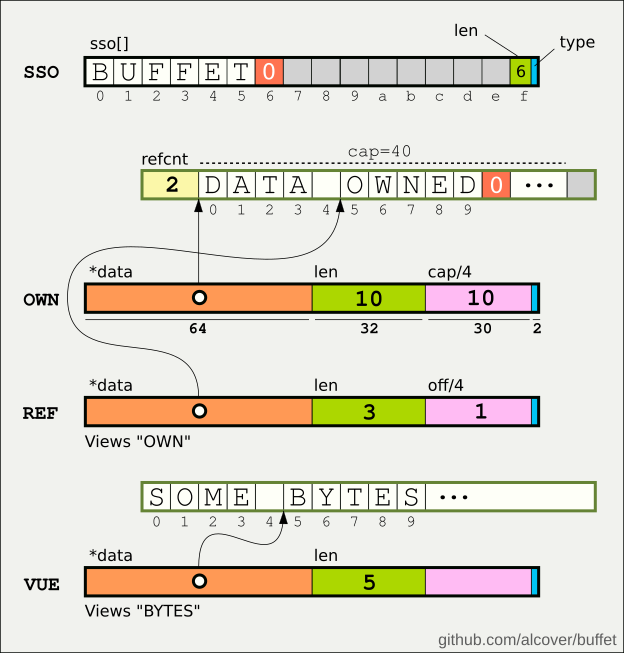 sso[]
len
type
SSO
B U F F E T 0 6
0 1 2 3 4 5 6 7 8 9 a b c d e f
cap=40
refcnt
2 D A T A O W N E D 0 ...
0 1 2 3 4 5 6 7 8 9
*data len cap/4
OWN
10 10
64 32 30 2
*data len off/4
REF
3 1
Views "OWN"
S O M E B Y T E S ...
0 1 2 3 4 5 6 7 8 9
*data len
VUE
5
Views "BYTES"
github.com/alcover/buffet